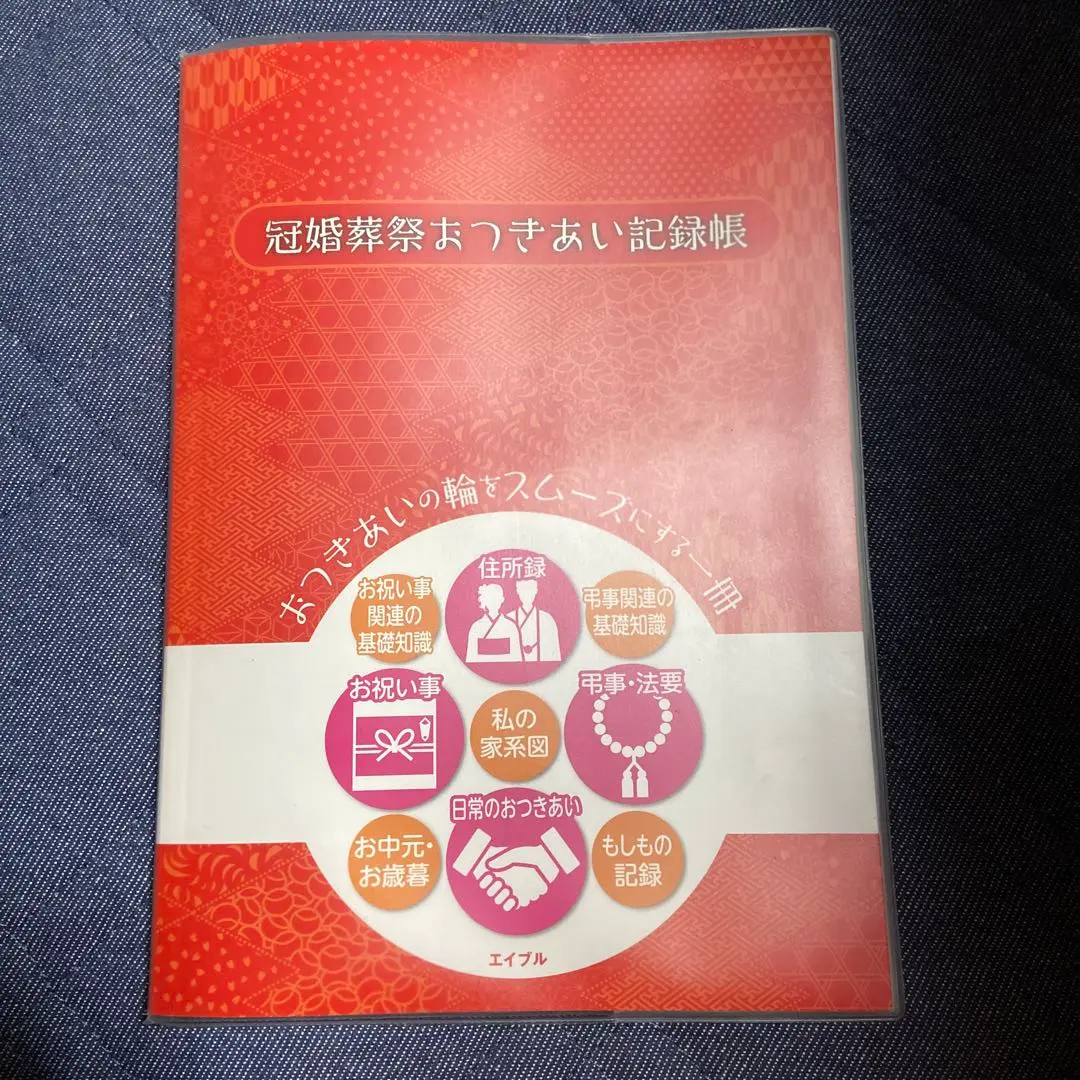 冠婚葬祭おつきあい記録帳
おつきあいの輪をスムーズにする一冊
住所録
お祝い事
関連の
基礎知識
弔事関連の
基礎知識
お祝い事
弔事・法要
私の
家系図
日常のおつきあい
お中元・
お歳暮
もしもの
記録
エイブル